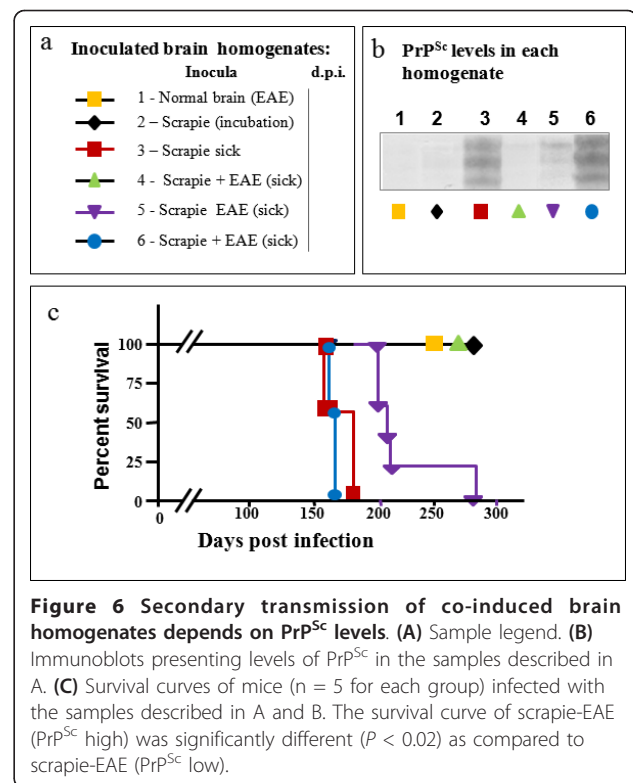 a
Inoculated brain homogenates:
Inocula d.p.i.
1 - Normal brain (EAE)
2 – Scrapie (incubation)
3 – Scrapie sick
4 - Scrapie + EAE (sick)
5 - Scrapie EAE (sick)
6 - Scrapie + EAE (sick)
b
PrPSc levels in each
homogenate
1 2 3 4 5 6
c
Percent survival
100
75
50
25
0
0 100 150 200 250 300
Days post infection
Figure 6 Secondary transmission of co-induced brain
homogenates depends on PrPSc levels. (A) Sample legend. (B)
Immunoblots presenting levels of PrPSc in the samples described in
A. (C) Survival curves of mice (n = 5 for each group) infected with
the samples described in A and B. The survival curve of scrapie-EAE
(PrPSc high) was significantly different (P < 0.02) as compared to
scrapie-EAE (PrPSc low).